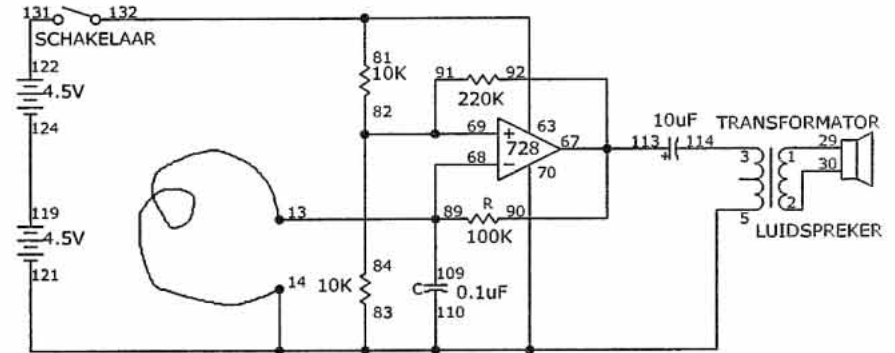 131
132
SCHAKELAAR
122
4.5V
124
119
4.5V
121
13
14
81
10K
82
91
92
220K
69
+
63
728
67
68
-
70
89
R
90
100K
84
10K
83
109
C
0.1uF
110
10uF
113
+
114
TRANSFORMATOR
3
1
29
30
5
2
LUIDSPREKER